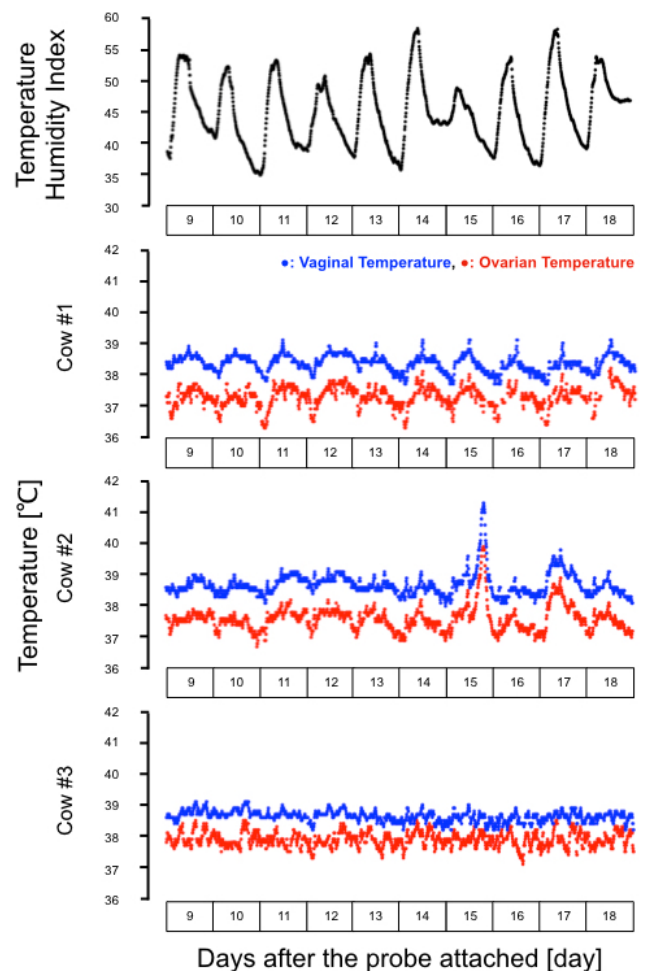 Temperature
Humidity Index
60
55
50
45
40
35
30
9 10 11 12 13 14 15 16 17 18
●: Vaginal Temperature, ●: Ovarian Temperature
Temperature [℃]
Cow #1
42
41
40
39
38
37
36
9 10 11 12 13 14 15 16 17 18
Cow #2
42
41
40
39
38
37
36
9 10 11 12 13 14 15 16 17 18
Cow #3
42
41
40
39
38
37
36
9 10 11 12 13 14 15 16 17 18
Days after the probe attached [day]